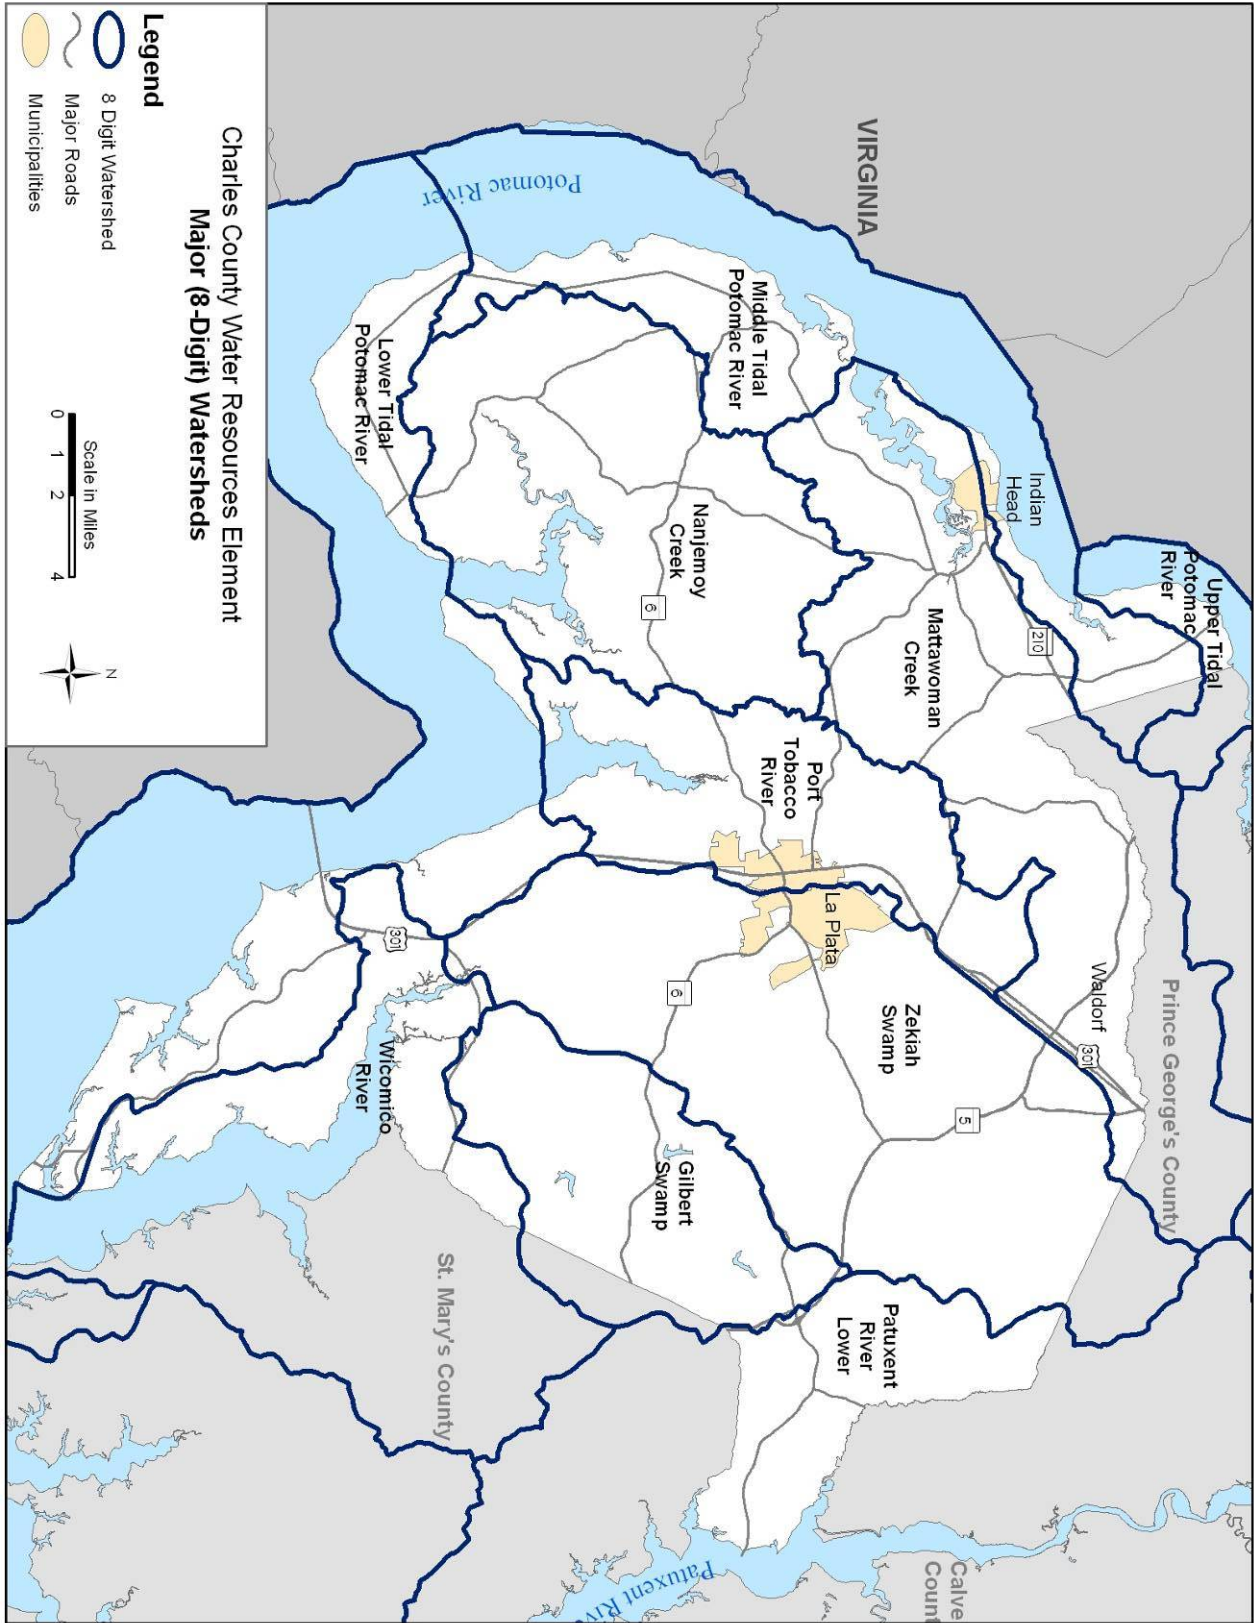 Upper Tidal
Potomac
River
Indian
Head
210
VIRGINIA
Mattawoman
Creek
Waldorf
301
Prince George's County
Middle Tidal
Potomac River
Potomac River
Nanjemoy
Creek
6
Port
Tobacco
River
La Plata
Zekiah
Swamp
5
6
Lower Tidal
Potomac River
301
Wicomico
River
Gilbert
Swamp
Patuxent
River
Lower
St. Mary's County
Patuxent Rive
Calve
Count
Charles County Water Resources Element
Major (8-Digit) Watersheds
Legend
8 Digit Watershed
Major Roads
Municipalities
Scale in Miles
0 1 2 4
N